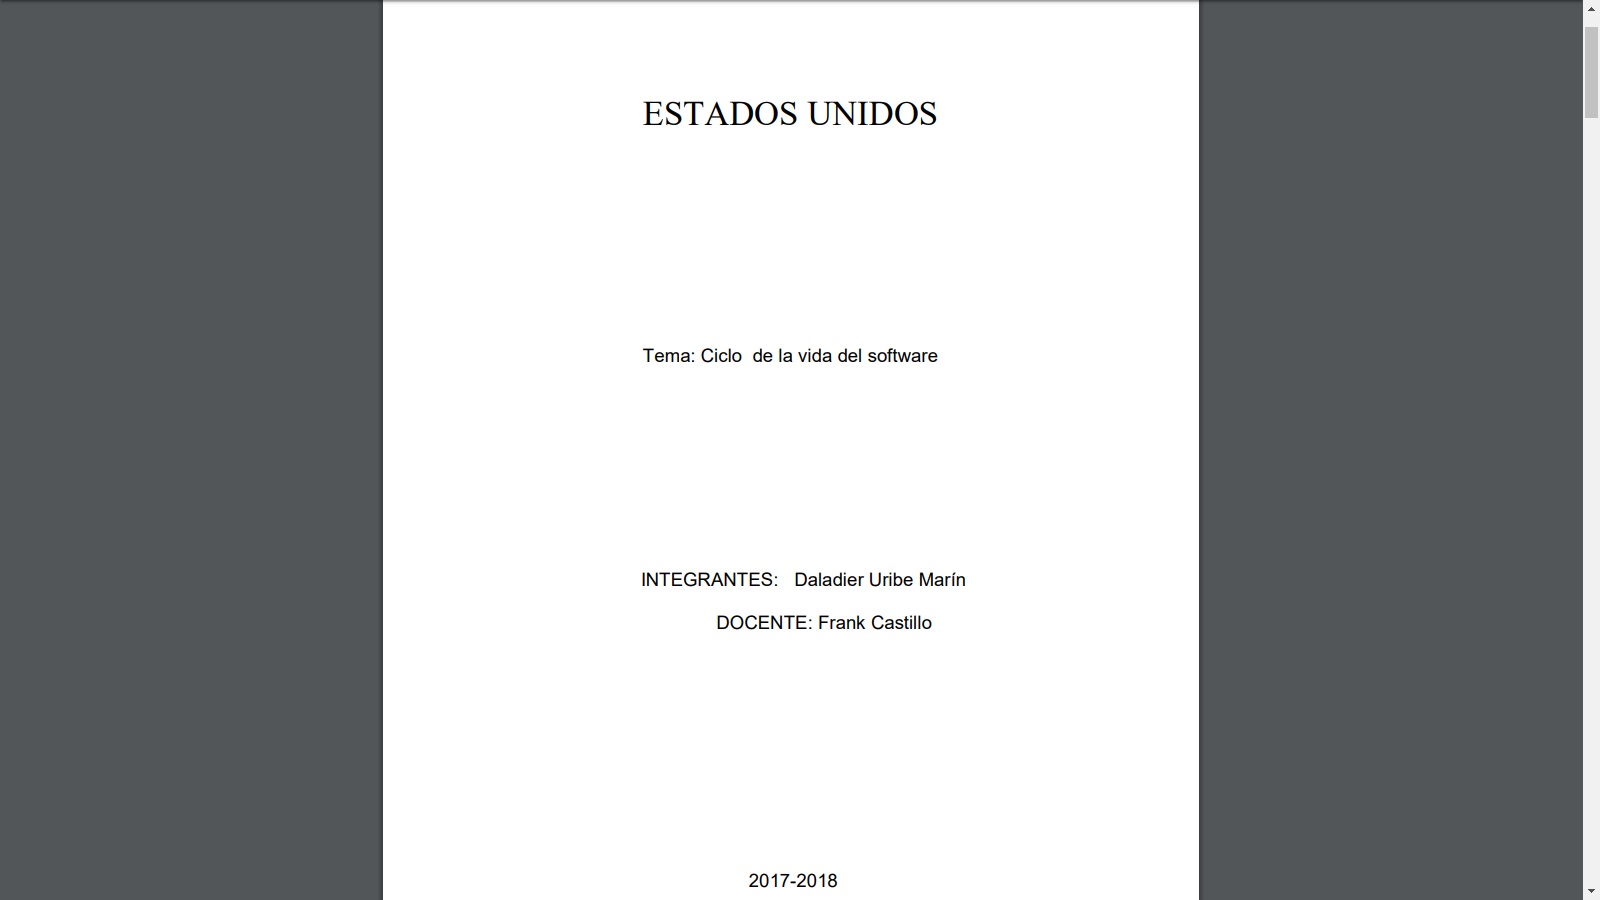 ESTADOS UNIDOS
Tema: Ciclo  de la vida del software
INTEGRANTES:   Daladier Uribe Marín
DOCENTE: Frank Castillo
2017-2018